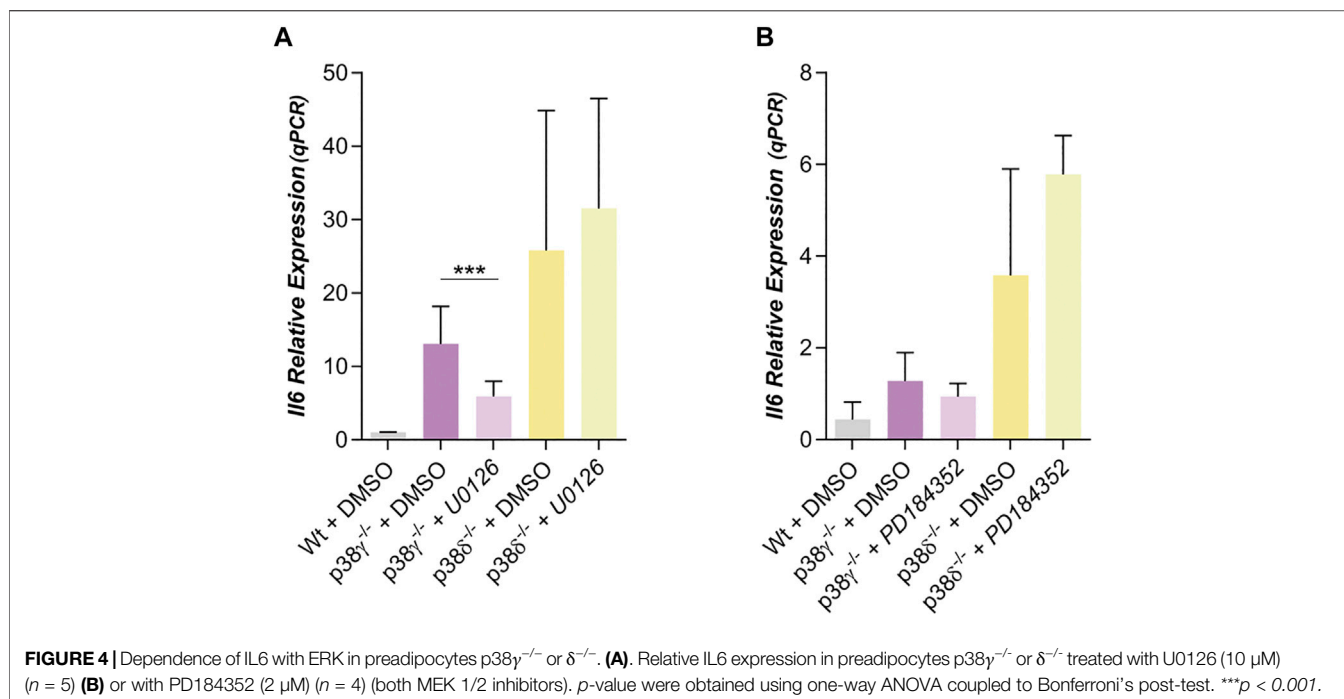 A
Il6 Relative Expression (qPCR)
50
40
30
20
10
0
***
Wt + DMSO
p38γ-/- + DMSO
p38γ-/- + U0126
p38δ-/- + DMSO
p38δ-/- + U0126
B
Il6 Relative Expression (qPCR)
8
6
4
2
0
Wt + DMSO
p38γ-/- + DMSO
p38γ-/- + PD184352
p38δ-/- + DMSO
p38δ-/- + PD184352
FIGURE 4 | Dependence of IL6 with ERK in preadipocytes p38γ−/− or δ−/−. (A). Relative IL6 expression in preadipocytes p38γ-/- or δ-/- treated with U0126 (10 μM)
(n = 5) (B) or with PD184352 (2 μM) (n = 4) (both MEK 1/2 inhibitors). p-value were obtained using one-way ANOVA coupled to Bonferroni's post-test. ***p < 0.001.